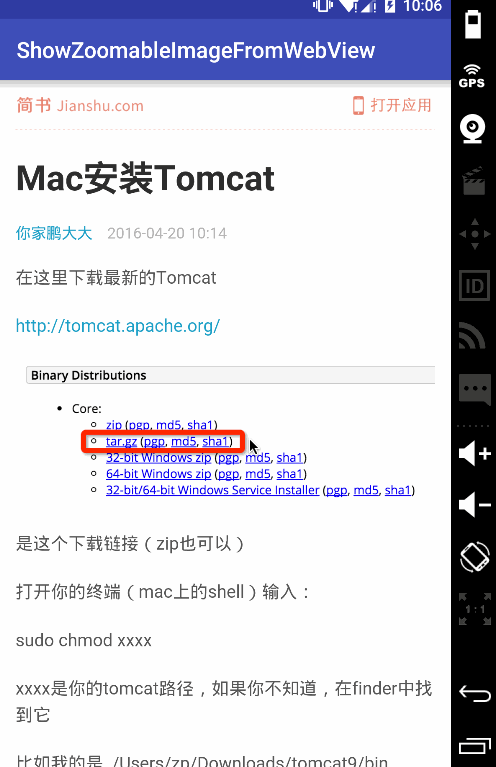 10:06
ShowZoomableImageFromWebView
GPS
简书 Jianshu.com
打开应用
Mac安装Tomcat
你家鹏大大 2016-04-20 10:14
在这里下载最新的Tomcat
http://tomcat.apache.org/
Binary Distributions
Core:
zip (pgp, md5, sha1)
tar.gz (pgp, md5, sha1)
32-bit Windows zip (pgp, md5, sha1)
64-bit Windows zip (pgp, md5, sha1)
32-bit/64-bit Windows Service Installer (pgp, md5, sha1)
ID
是这个下载链接（zip也可以）
打开你的终端（mac上的shell）输入：
sudo chmod xxxx
1:1
xxxx是你的tomcat路径，如果你不知道，在finder中找
到它
比如我的是 /Users/zp/Downloads/tomcat9/bin